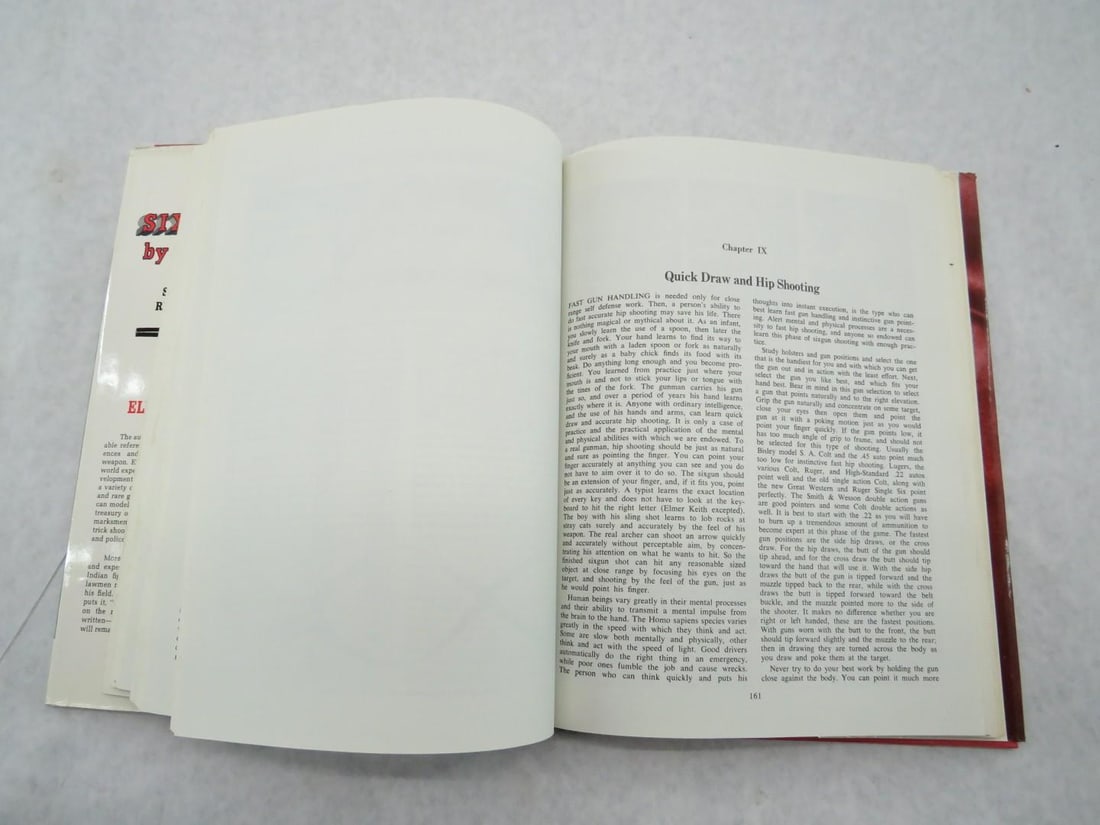 SI
by
S
R
EL
The au
able refere
ences and
weapon. E
world expe
velopment
a variety c
and rare g
can model
treasury o
marksmen
trick shoo
and police
More
and expe
Indian fi
lawmen r
his field.
puts it, "
on the r
written—
will rema
Chapter IX
Quick Draw and Hip Shooting
FAST GUN HANDLING is needed only for close
range self defense work. Then, a person's ability to
do fast accurate hip shooting may save his life. There
is nothing magical or mythical about it. As an infant,
you slowly learn the use of a spoon, then later the
knife and fork. Your hand learns to find its way to
your mouth with a laden spoon or fork as naturally
and surely as a baby chick finds its food with its
beak. Do anything long enough and you become pro-
ficient. You learned from practice just where your
mouth is and not to stick your lips or tongue with
the tines of the fork. The gunman carries his gun
just so, and over a period of years his hand learns
exactly where it is. Anyone with ordinary intelligence,
and the use of his hands and arms, can learn quick
draw and accurate hip shooting. It is only a case of
practice and the practical application of the mental
and physical abilities with which we are endowed. To
a real gunman, hip shooting should be just as natural
and sure as pointing the finger. You can point your
finger accurately at anything you can see and you do
not have to aim over it to do so. The sixgun should
be an extension of your finger, and, if it fits you, point
just as accurately. A typist learns the exact location
of every key and does not have to look at the key-
board to hit the right letter (Elmer Keith excepted).
The boy with his sling shot learns to lob rocks at
stray cats surely and accurately by the feel of his
weapon. The real archer can shoot an arrow quickly
and accurately without perceptible aim, by concen-
trating his attention on what he wants to hit. So the
finished sixgun shot can hit any reasonable sized
object at close range by focusing his eyes on the
target, and shooting by the feel of the gun, just as
he would point his finger.
Human beings vary greatly in their mental processes
and their ability to transmit a mental impulse from
the brain to the hand. The Homo sapiens species varies
greatly in the speed with which they think and act.
Some are slow both mentally and physically, other
think and act with the speed of light. Good drivers
automatically do the right thing in an emergency,
while poor ones fumble the job and cause wrecks.
The person who can think quickly and puts his
thoughts into instant execution, is the type who can
best learn fast gun handling and instinctive gun point-
ing. Alert mental and physical processes are a neces-
sity to fast hip shooting, and anyone so endowed can
learn this phase of sixgun shooting with enough prac-
tice.
Study holsters and gun positions and select the one
that is the handiest for you and with which you can get
the gun out and in action with the least effort. Next,
select the gun you like best, and which fits your
hand best. Bear in mind in this gun selection to select
a gun that points naturally and to the right elevation.
Grip the gun naturally and concentrate on some target,
close your eyes then open them and point the
gun at it with a poking motion just as you would
point your finger quickly. If the gun points low, it
has too much angle of grip to frame, and should not
be selected for this type of shooting. Usually the
Bisley model S. A. Colt and the .45 auto point much
too low for instinctive fast hip shooting. Lugers, the
various Colt, Ruger, and High-Standard .22 autos
point well and the old single action Colt, along with
the new Great Western and Ruger Single Six point
perfectly. The Smith & Wesson double action guns
are good pointers and some Colt double actions as
well. It is best to start with the .22 as you will have
to burn up a tremendous amount of ammunition to
become expert at this phase of the game. The fastest
gun positions are the side hip draws, or the cross
draw. For the hip draws, the butt of the gun should
tip ahead, and for the cross draw the butt should tip
toward the hand that will use it. With the side hip
draws the butt of the gun is tipped forward and the
muzzle tipped back to the rear, while with the cross
draws the butt is tipped forward toward the belt
buckle, and the muzzle pointed more to the side of
the shooter. It makes no difference whether you are
right or left handed, these are the fastest positions.
With guns worn with the butt to the front, the butt
should tip forward slightly and the muzzle to the rear;
then in drawing they are turned across the body as
you draw and poke them at the target.
Never try to do your best work by holding the gun
close against the body. You can point it much more
161